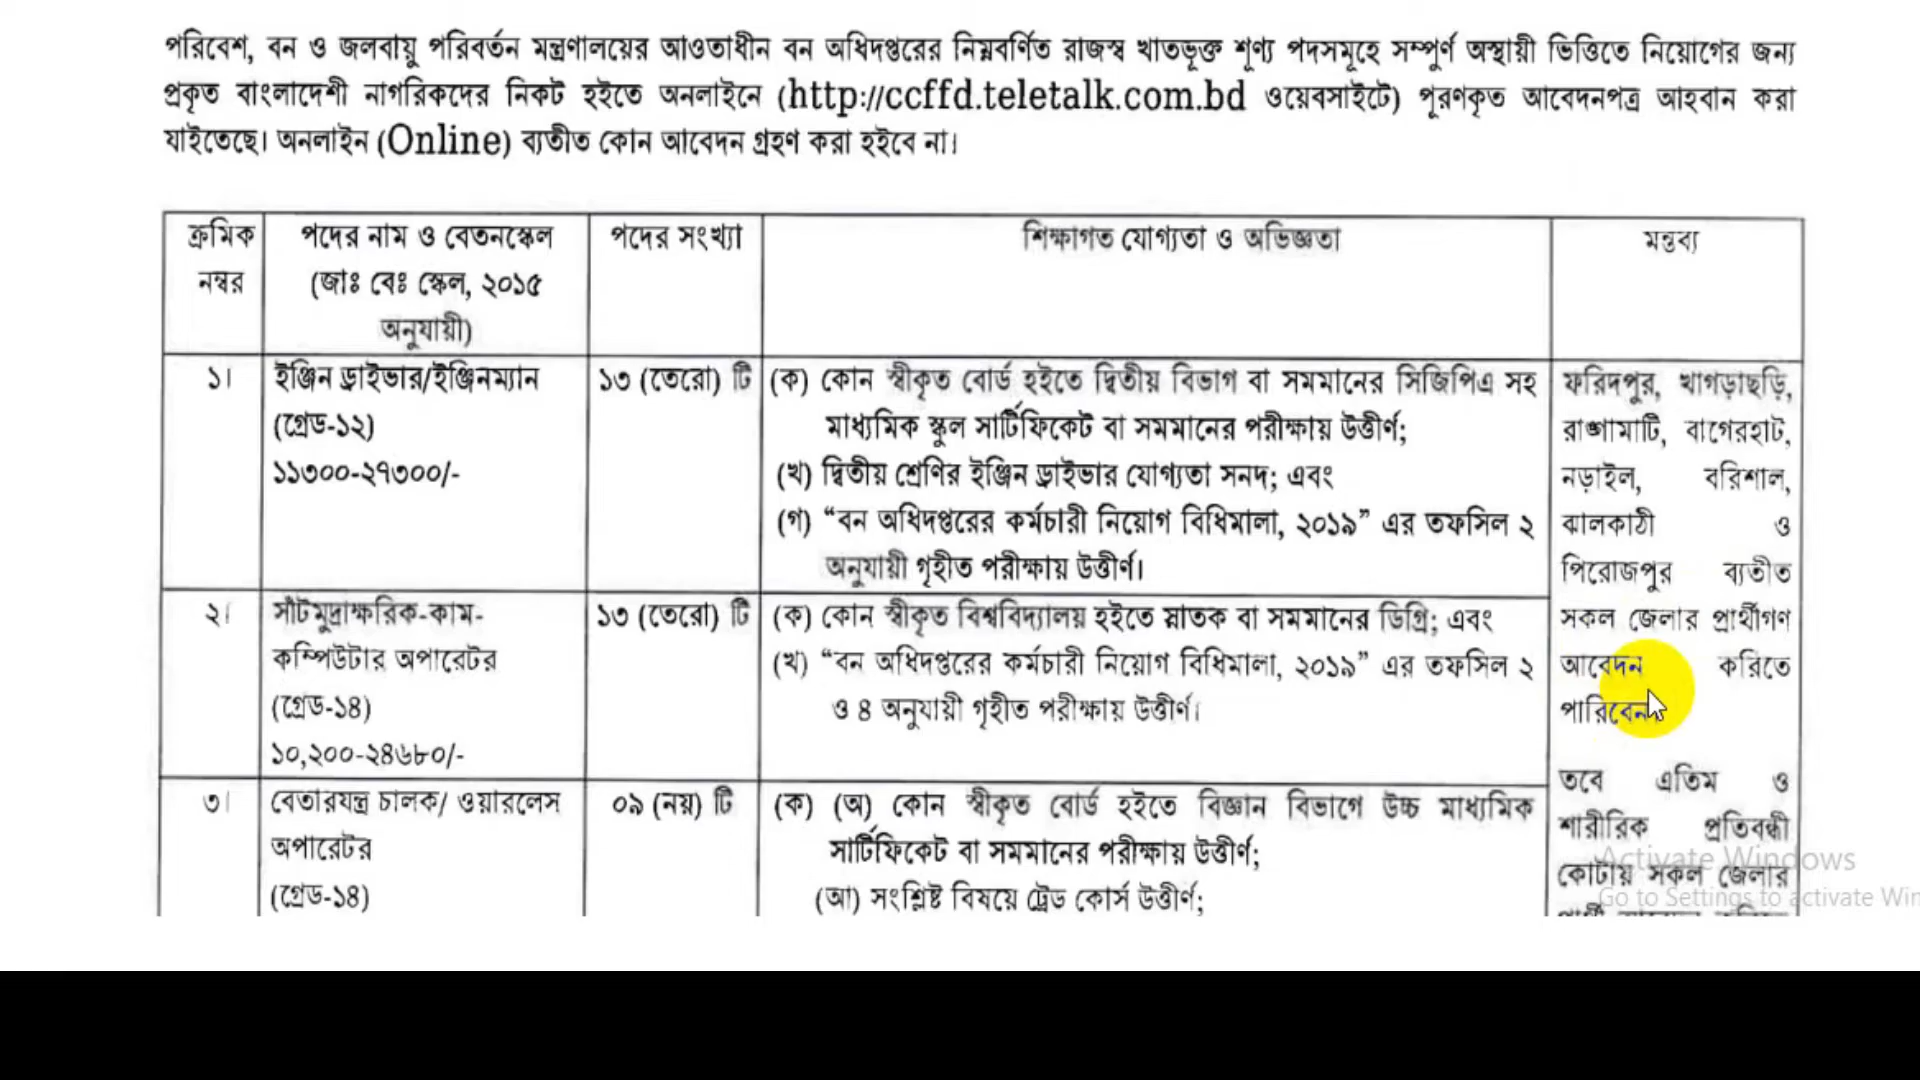 পরিবেশ, বন ও জলবায়ু পরিবর্তন মন্ত্রণালয়ের আওতাধীন বন অধিদপ্তরের নিম্নবর্ণিত রাজস্ব খাতভূক্ত শূণ্য পদসমূহে সম্পুর্ণ অস্থায়ী ভিত্তিতে নিয়োগের জন্য
প্রকৃত বাংলাদেশী নাগরিকদের নিকট হইতে অনলাইনে (http://ccffd.teletalk.com.bd ওয়েবসাইটে) পূরণকৃত আবেদনপত্র আহবান করা
যাইতেছে। অনলাইন (Online) ব্যতীত কোন আবেদন গ্রহণ করা হইবে না।
ক্রমিক
নম্বর
পদের নাম ও বেতনস্কেল
(জাঃ বেঃ স্কেল, ২০১৫
অনুযায়ী)
পদের সংখ্যা
শিক্ষাগত যোগ্যতা ও অভিজ্ঞতা
মন্তব্য
১।
ইঞ্জিন ড্রাইভার/ইঞ্জিনম্যান
(গ্রেড-১২)
১১৩০০-২৭৩০০/-
১৩ (তেরো) টি
(ক) কোন স্বীকৃত বোর্ড হইতে দ্বিতীয় বিভাগ বা সমমানের সিজিপিএ সহ
মাধ্যমিক স্কুল সার্টিফিকেট বা সমমানের পরীক্ষায় উত্তীর্ণ;
(খ) দ্বিতীয় শ্রেণির ইঞ্জিন ড্রাইভার যোগ্যতা সনদ; এবং
(গ) “বন অধিদপ্তরের কর্মচারী নিয়োগ বিধিমালা, ২০১৯” এর তফসিল ২
অনুযায়ী গৃহীত পরীক্ষায় উত্তীর্ণ।
ফরিদপুর, খাগড়াছড়ি,
রাঙ্গামাটি, বাগেরহাট,
নড়াইল, বরিশাল,
ঝালকাঠী ও
পিরোজপুর ব্যতীত
সকল জেলার প্রার্থীগণ
আবেদন করিতে
পারিবেন।
তবে এতিম ও
শারীরিক প্রতিবন্ধী
কোটায় সকল জেলার
২।
সাঁটমুদ্রাক্ষরিক-কাম-
কম্পিউটার অপারেটর
(গ্রেড-১৪)
১০,২০০-২৪৬৮০/-
১৩ (তেরো) টি
(ক) কোন স্বীকৃত বিশ্ববিদ্যালয় হইতে স্নাতক বা সমমানের ডিগ্রি; এবং
(খ) “বন অধিদপ্তরের কর্মচারী নিয়োগ বিধিমালা, ২০১৯” এর তফসিল ২
ও ৪ অনুযায়ী গৃহীত পরীক্ষায় উত্তীর্ণ।
৩।
বেতারযন্ত্র চালক/ ওয়ারলেস
অপারেটর
(গ্রেড-১৪)
০৯ (নয়) টি
(ক) (অ) কোন স্বীকৃত বোর্ড হইতে বিজ্ঞান বিভাগে উচ্চ মাধ্যমিক
সার্টিফিকেট বা সমমানের পরীক্ষায় উত্তীর্ণ;
(আ) সংশ্লিষ্ট বিষয়ে ট্রেড কোর্স উত্তীর্ণ;
Activate Windows
Go to Settings to activate Win